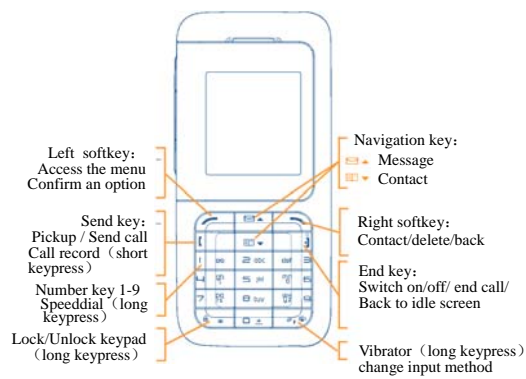 Left softkey：
Access the menu
Confirm an option
Send key：
Pickup / Send call
Call record（short
keypress）
Number key 1-9
Speeddial（long
keypress）
Lock/Unlock keypad
（long keypress）
Navigation key：
Message
Contact
Right softkey：
Contact/delete/back
End key：
Switch on/off/ end call/
Back to idle screen
Vibrator（long keypress）
change input method